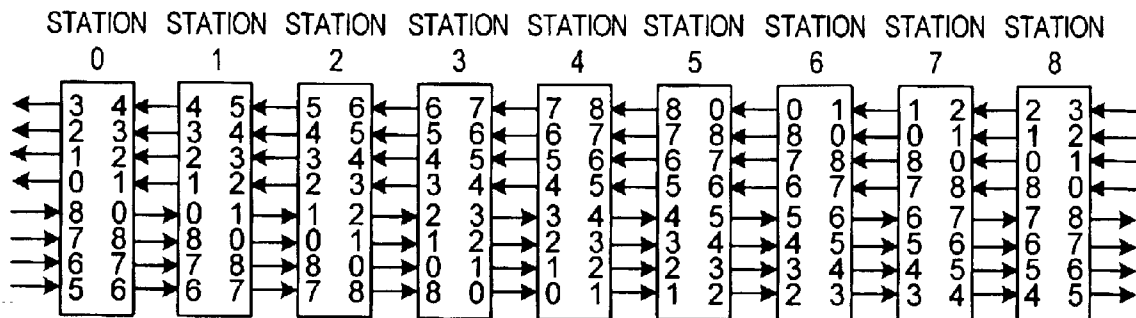 STATION STATION STATION STATION STATION STATION STATION STATION STATION
0 1 2 3 4 5 6 7 8
3 4 4 5 5 6 6 7 7 8 8 0 0 1 1 2 2 3
2 3 3 4 4 5 5 6 6 7 7 8 8 0 0 1 1 2
1 2 2 3 3 4 4 5 5 6 6 7 7 8 8 0 0 1
0 1 1 2 2 3 3 4 4 5 5 6 6 7 7 8 8 0
8 0 0 1 1 2 2 3 3 4 4 5 5 6 6 7 7 8
7 8 8 0 0 1 1 2 2 3 3 4 4 5 5 6 6 7
6 7 7 8 8 0 0 1 1 2 2 3 3 4 4 5 5 6
5 6 6 7 7 8 8 0 0 1 1 2 2 3 3 4 4 5